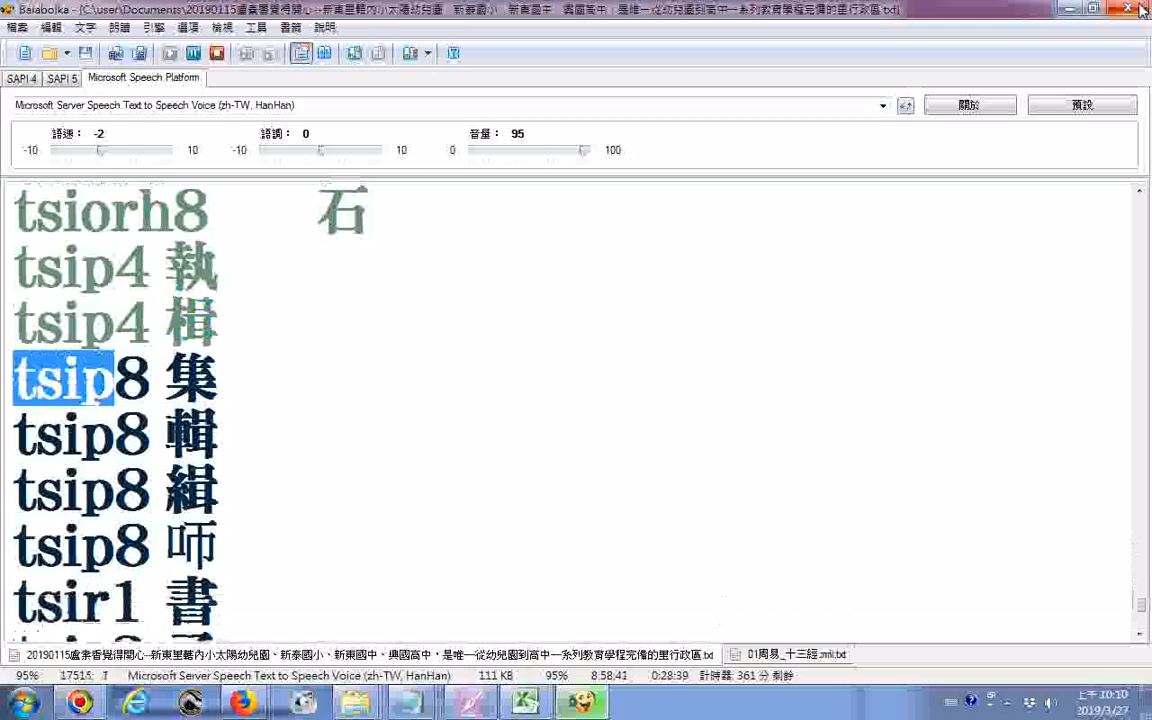 Balabolka - [C:\user\Documents\20190115盧素香覺得開心--新東里轄內小太陽幼兒園、新泰國小、新東國中、興國高中，是唯一從幼兒園到高中一系列教育學程完備的里行政區.txt]
檔案 編輯 文字 朗讀 引擎 選項 檢視 工具 書籤 說明
SAPI 4 SAPI 5 Microsoft Speech Platform
Microsoft Server Speech Text to Speech Voice (zh-TW, HanHan) 關於 預設
語速： -2 語調： 0 音量： 95
-10 10 -10 10 0 100
tsiorh8 石
tsip4 執
tsip4 楫
tsip8 集
tsip8 輯
tsip8 緝
tsip8 咂
tsir1 書
20190115盧素香覺得開心--新東里轄內小太陽幼兒園、新泰國小、新東國中、興國高中，是唯一從幼兒園到高中一系列教育學程完備的里行政區.txt 01周易_十三經.mki.txt
95% 17515: 1 Microsoft Server Speech Text to Speech Voice (zh-TW, HanHan) 111 KB 95% 8:58.41 0:28:39 計時器: 361 分 剩餘
上午 10:10
2019/3/27